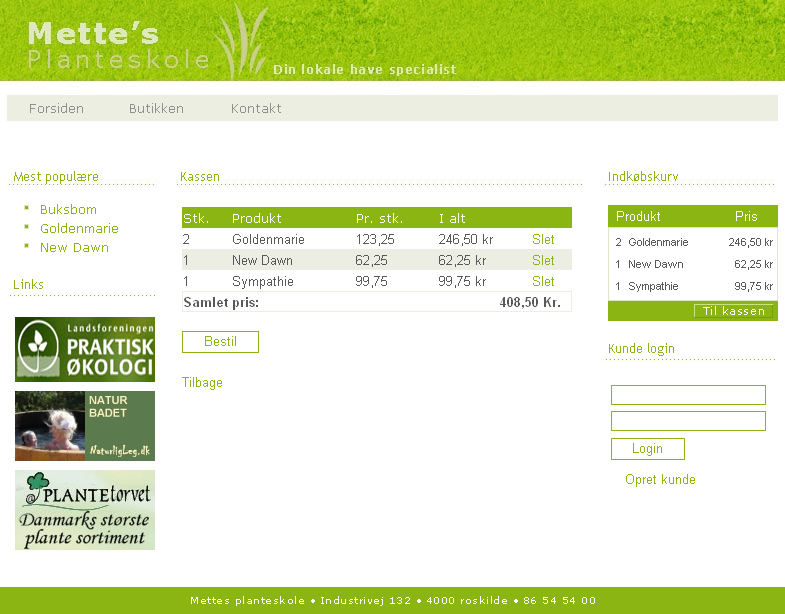 Mette's
Planteskole
Din lokale have specialist
Forsiden Butikken Kontakt
Mest populære
Buksbom
Goldenmarie
New Dawn
Links
Landsforeningen
PRAKTISK
ØKOLOGI
NATUR
BADET
NaturligLeg.dk
@PLANTEtorvet
Danmarks største
plante sortiment
Kassen
Stk. Produkt Pr. stk. I alt
2 Goldenmarie 123,25 246,50 kr Slet
1 New Dawn 62,25 62,25 kr Slet
1 Sympathie 99,75 99,75 kr Slet
Samlet pris: 408,50 Kr.
Bestil
Tilbage
Indkøbskurv
Produkt Pris
2 Goldenmarie 246,50 kr
1 New Dawn 62,25 kr
1 Sympathie 99,75 kr
Til kassen
Kunde login
Login
Opret kunde
Mettes planteskole • Industrivej 132 • 4000 roskilde • 86 54 54 00